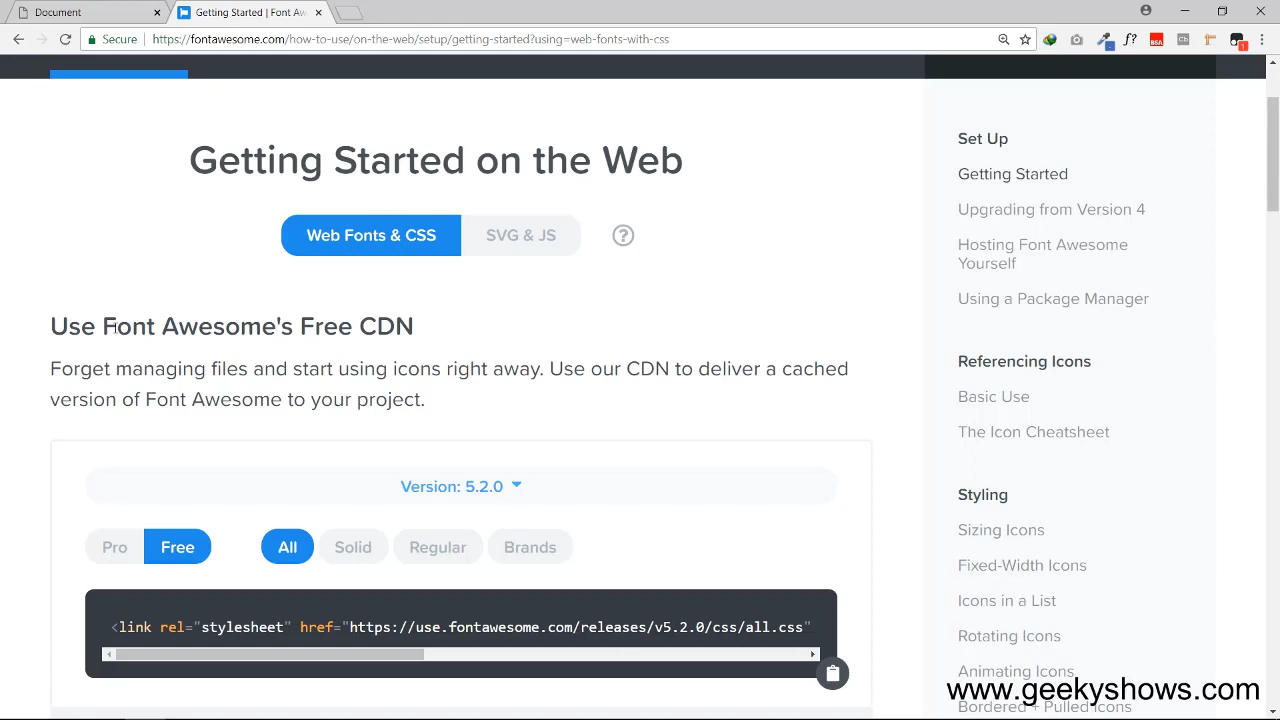 Document
Getting Started | Font Aw
Secure
https://fontawesome.com/how-to-use/on-the-web/setup/getting-started?using=web-fonts-with-css
Getting Started on the Web
Web Fonts & CSS
SVG & JS
?
Use Font Awesome's Free CDN
Forget managing files and start using icons right away. Use our CDN to deliver a cached
version of Font Awesome to your project.
Version: 5.2.0
Pro
Free
All
Solid
Regular
Brands
<link rel="stylesheet" href="https://use.fontawesome.com/releases/v5.2.0/css/all.css"
Set Up
Getting Started
Upgrading from Version 4
Hosting Font Awesome
Yourself
Using a Package Manager
Referencing Icons
Basic Use
The Icon Cheatsheet
Styling
Sizing Icons
Fixed-Width Icons
Icons in a List
Rotating Icons
Animating Icons
Bordered + Pulled Icons
www.geekyshows.com